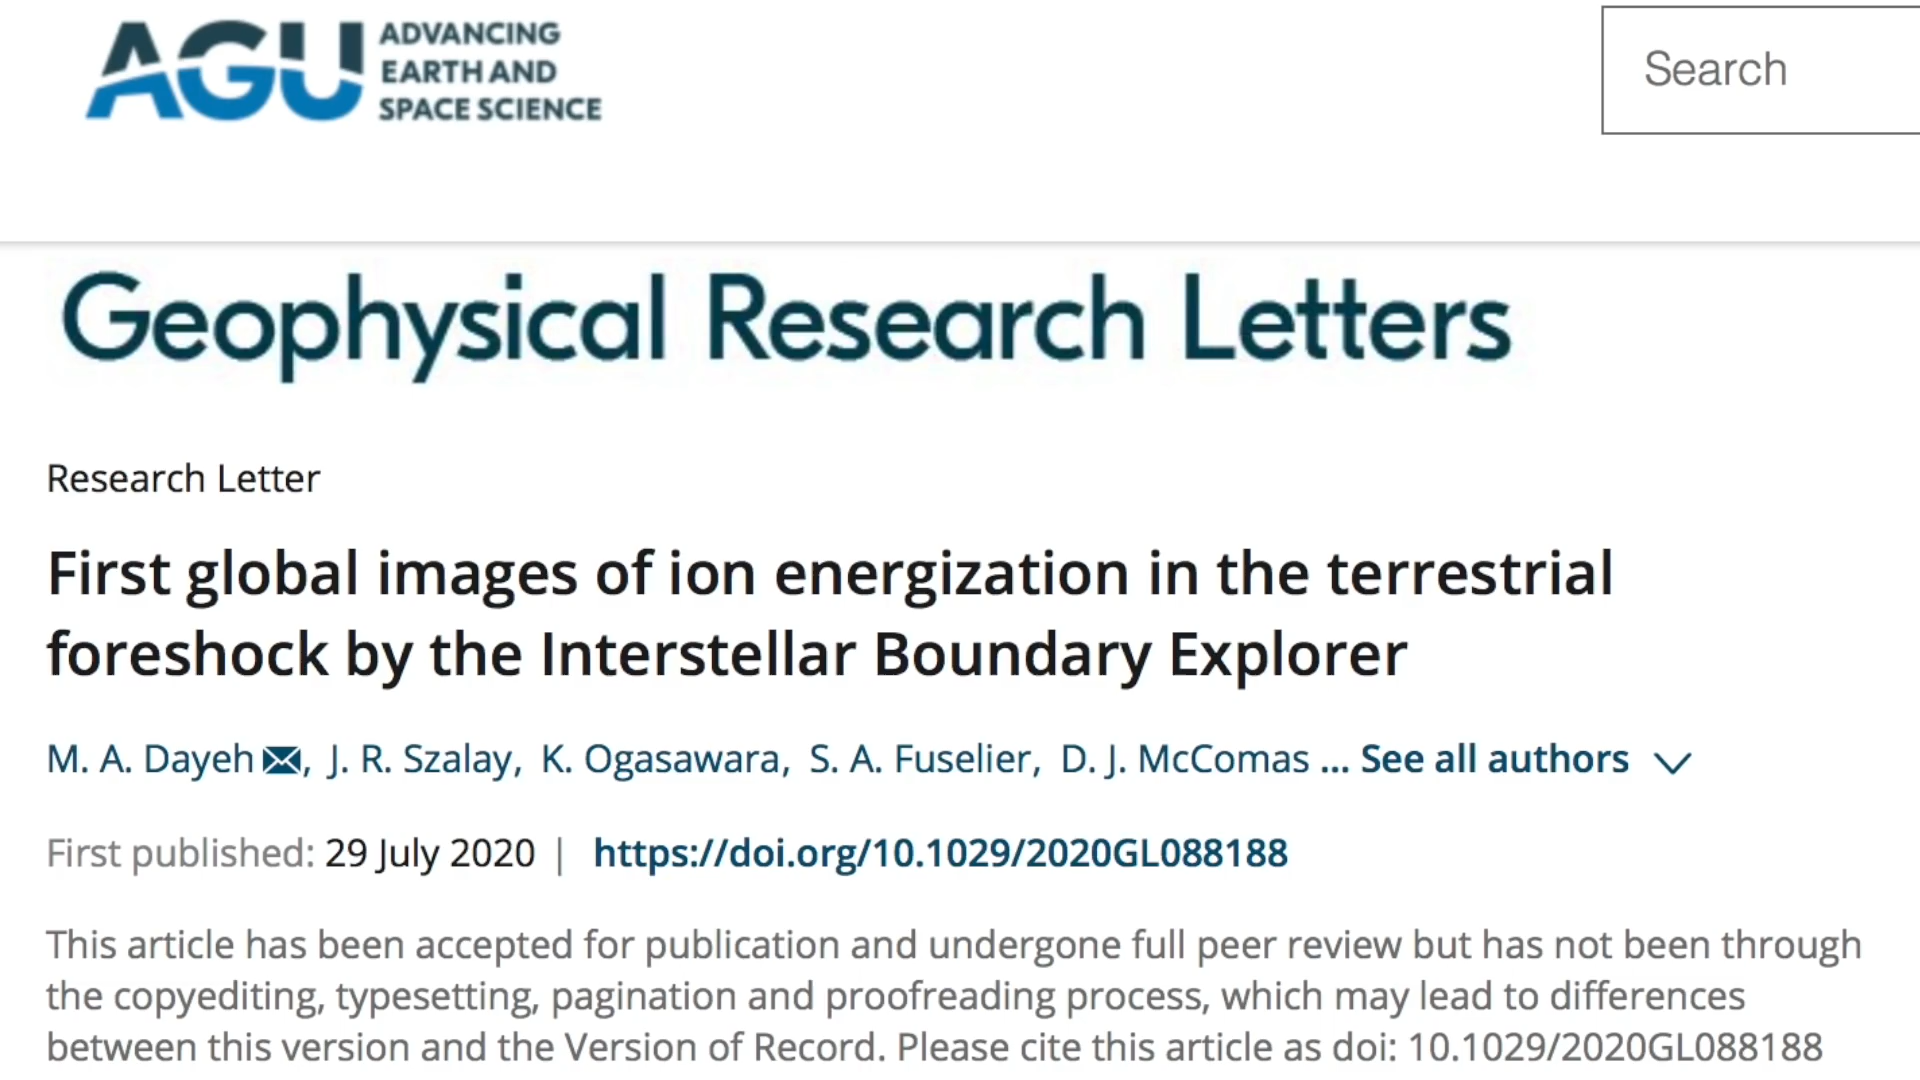 AGU
ADVANCING
EARTH AND
SPACE SCIENCE
Search
Geophysical Research Letters
Research Letter
First global images of ion energization in the terrestrial
foreshock by the Interstellar Boundary Explorer
M. A. Dayeh, J. R. Szalay, K. Ogasawara, S. A. Fuselier, D. J. McComas ... See all authors
First published: 29 July 2020 | https://doi.org/10.1029/2020GL088188
This article has been accepted for publication and undergone full peer review but has not been through
the copyediting, typesetting, pagination and proofreading process, which may lead to differences
between this version and the Version of Record. Please cite this article as doi: 10.1029/2020GL088188